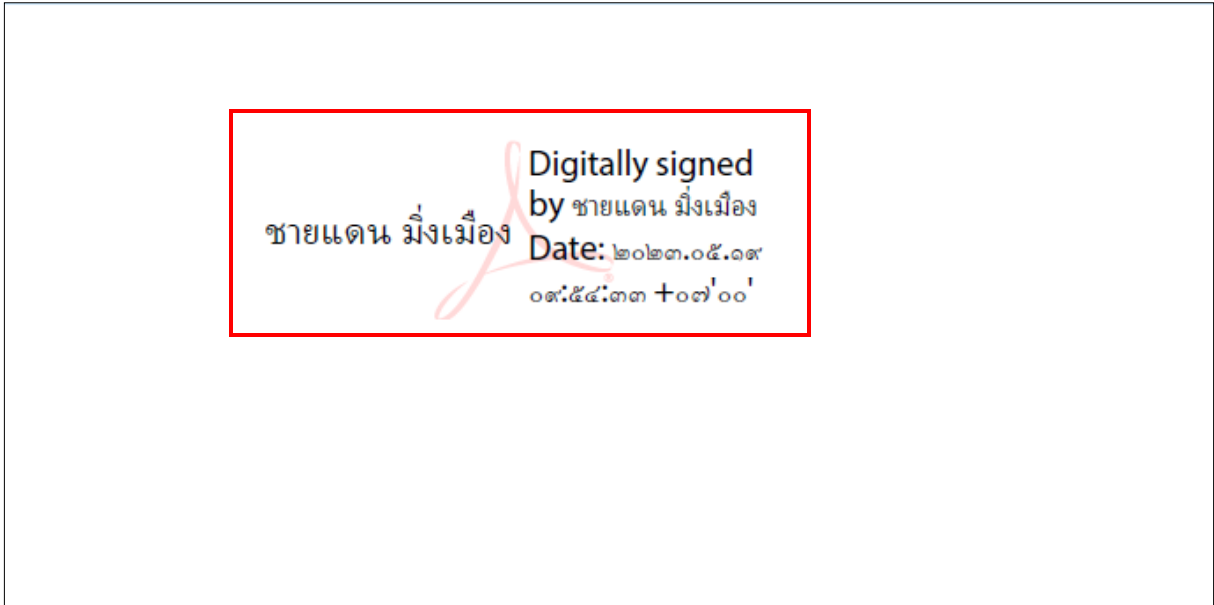 ชายแดน มิ่งเมือง
Digitally signed
by ชายแดน มิ่งเมือง
Date: ๒๐๒๓.๐๕.๑๙
๐๙:๕๔:๓๓ +๐๗'๐๐'